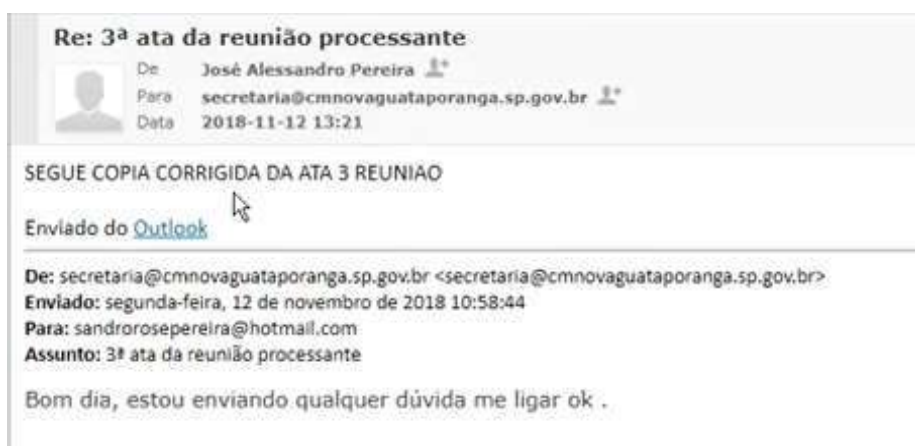 Re: 3ª ata da reunião processante
De José Alessandro Pereira
Para secretaria@cmnovaguataporanga.sp.gov.br
Data 2018-11-12 13:21
SEGUE COPIA CORRIGIDA DA ATA 3 REUNIAO
Enviado do Outlook
De: secretaria@cmnovaguataporanga.sp.gov.br <secretaria@cmnovaguataporanga.sp.gov.br>
Enviado: segunda-feira, 12 de novembro de 2018 10:58:44
Para: sandrorosepereira@hotmail.com
Assunto: 3ª ata da reunião processante
Bom dia, estou enviando qualquer dúvida me ligar ok .